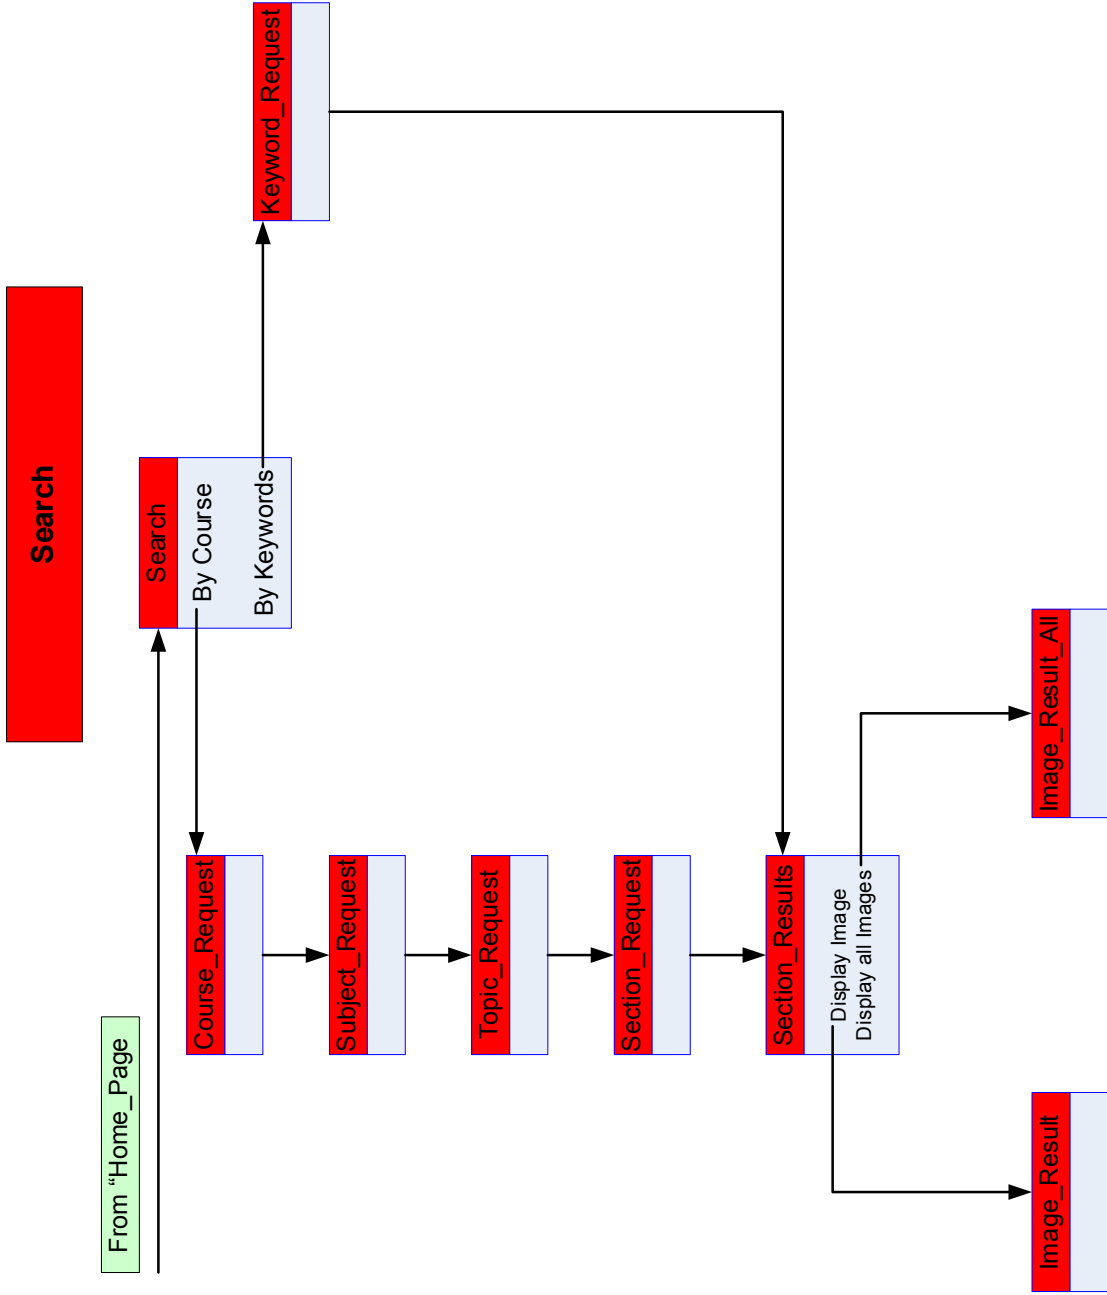 Search
From “Home_Page
Search
By Course
By Keywords
Keyword_Request
Course_Request
Subject_Request
Topic_Request
Section_Request
Section_Results
Display Image
Display all Images
Image_Result
Image_Result_All